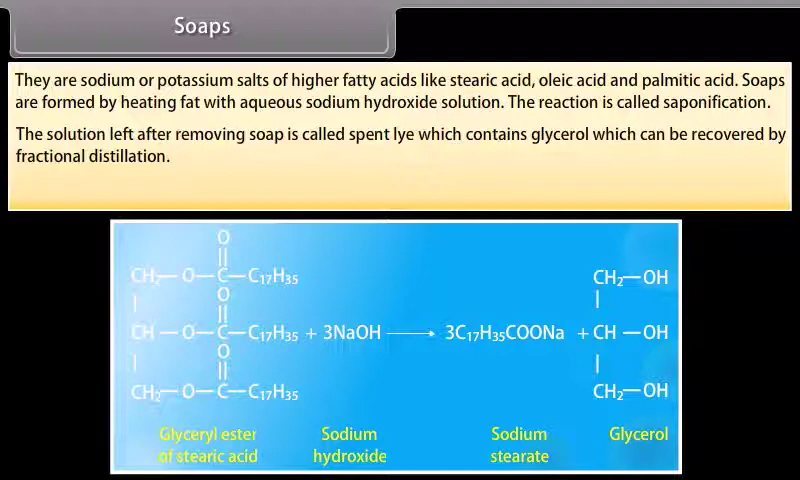 Soaps
They are sodium or potassium salts of higher fatty acids like stearic acid, oleic acid and palmitic acid. Soaps
are formed by heating fat with aqueous sodium hydroxide solution. The reaction is called saponification.
The solution left after removing soap is called spent lye which contains glycerol which can be recovered by
fractional distillation.
O
||
CH₂—O—C—C₁₇H₃₅ CH₂—OH
| O |
||
CH—O—C—C₁₇H₃₅ + 3NaOH ⟶ 3C₁₇H₃₅COONa + CH—OH
| O |
||
CH₂—O—C—C₁₇H₃₅ CH₂—OH
Glyceryl ester Sodium Sodium Glycerol
of stearic acid hydroxide stearate